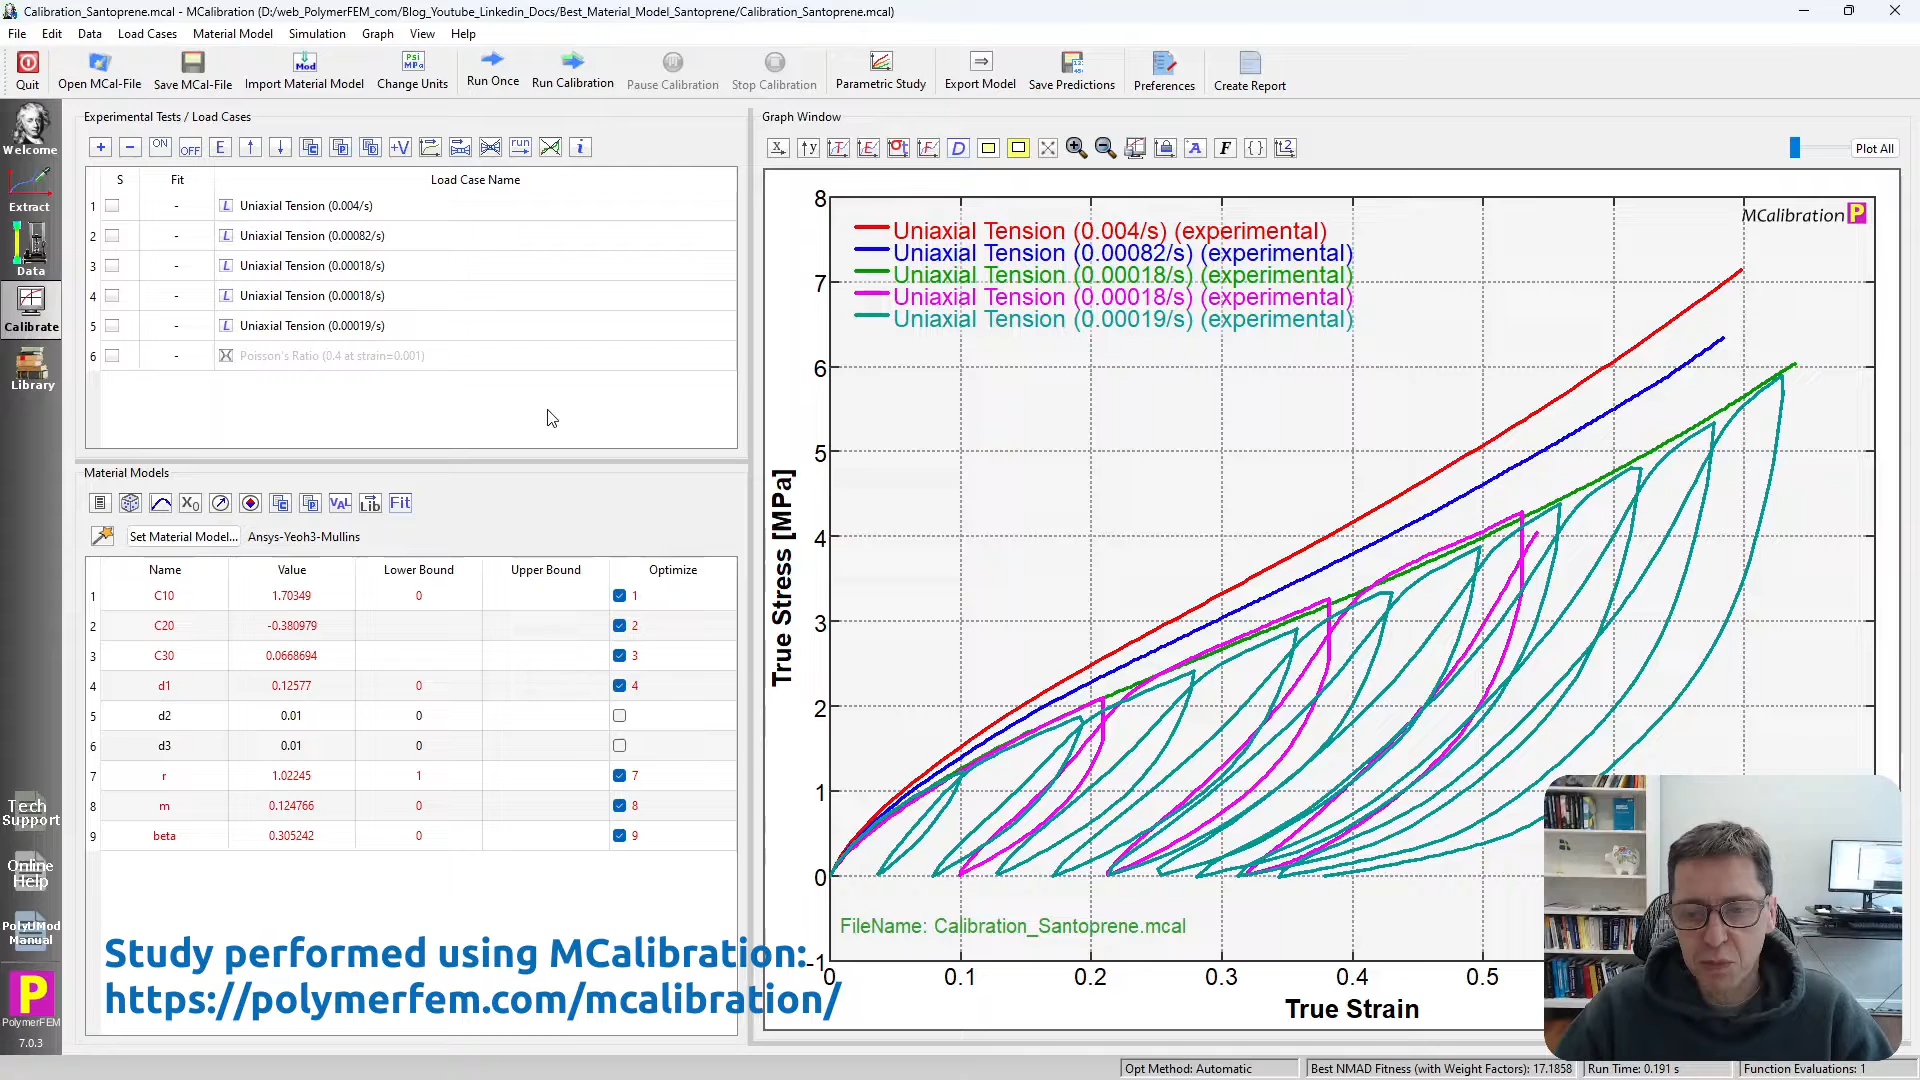 Calibration_Santoprene.mcal - MCalibration (D:/web_PolymerFEM_com/Blog_Youtube_Linkedin_Docs/Best_Material_Model_Santoprene/Calibration_Santoprene.mcal)
File Edit Data Load Cases Material Model Simulation Graph View Help
Quit Open MCal-File Save MCal-File Import Material Model Change Units Run Once Run Calibration Pause Calibration Stop Calibration Parametric Study Export Model Save Predictions Preferences Create Report
Welcome
Extract
Data
Calibrate
Library
Tech Support
Online Help
PolyUMod Manual
PolymerFEM
7.0.3
Experimental Tests / Load Cases
S Fit Load Case Name
1 - L Uniaxial Tension (0.004/s)
2 - L Uniaxial Tension (0.00082/s)
3 - L Uniaxial Tension (0.00018/s)
4 - L Uniaxial Tension (0.00018/s)
5 - L Uniaxial Tension (0.00019/s)
6 - Poisson's Ratio (0.4 at strain=0.001)
Material Models
Set Material Model... Ansys-Yeoh3-Mullins
Name Value Lower Bound Upper Bound Optimize
1 C10 1.70349 0 1
2 C20 -0.380979 2
3 C30 0.0668694 3
4 d1 0.12577 0 4
5 d2 0.01 0
6 d3 0.01 0
7 r 1.02245 1 7
8 m 0.124766 0 8
9 beta 0.305242 0 9
Study performed using MCalibration:
https://polymerfem.com/mcalibration/
Graph Window
Plot All
MCalibration P
Uniaxial Tension (0.004/s) (experimental)
Uniaxial Tension (0.00082/s) (experimental)
Uniaxial Tension (0.00018/s) (experimental)
Uniaxial Tension (0.00018/s) (experimental)
Uniaxial Tension (0.00019/s) (experimental)
8
7
6
5
4
3
2
1
0
-1
True Stress [MPa]
FileName: Calibration_Santoprene.mcal
0 0.1 0.2 0.3 0.4 0.5
True Strain
Opt Method: Automatic Best NMAD Fitness (with Weight Factors): 17.1858 Run Time: 0.191 s Function Evaluations: 1